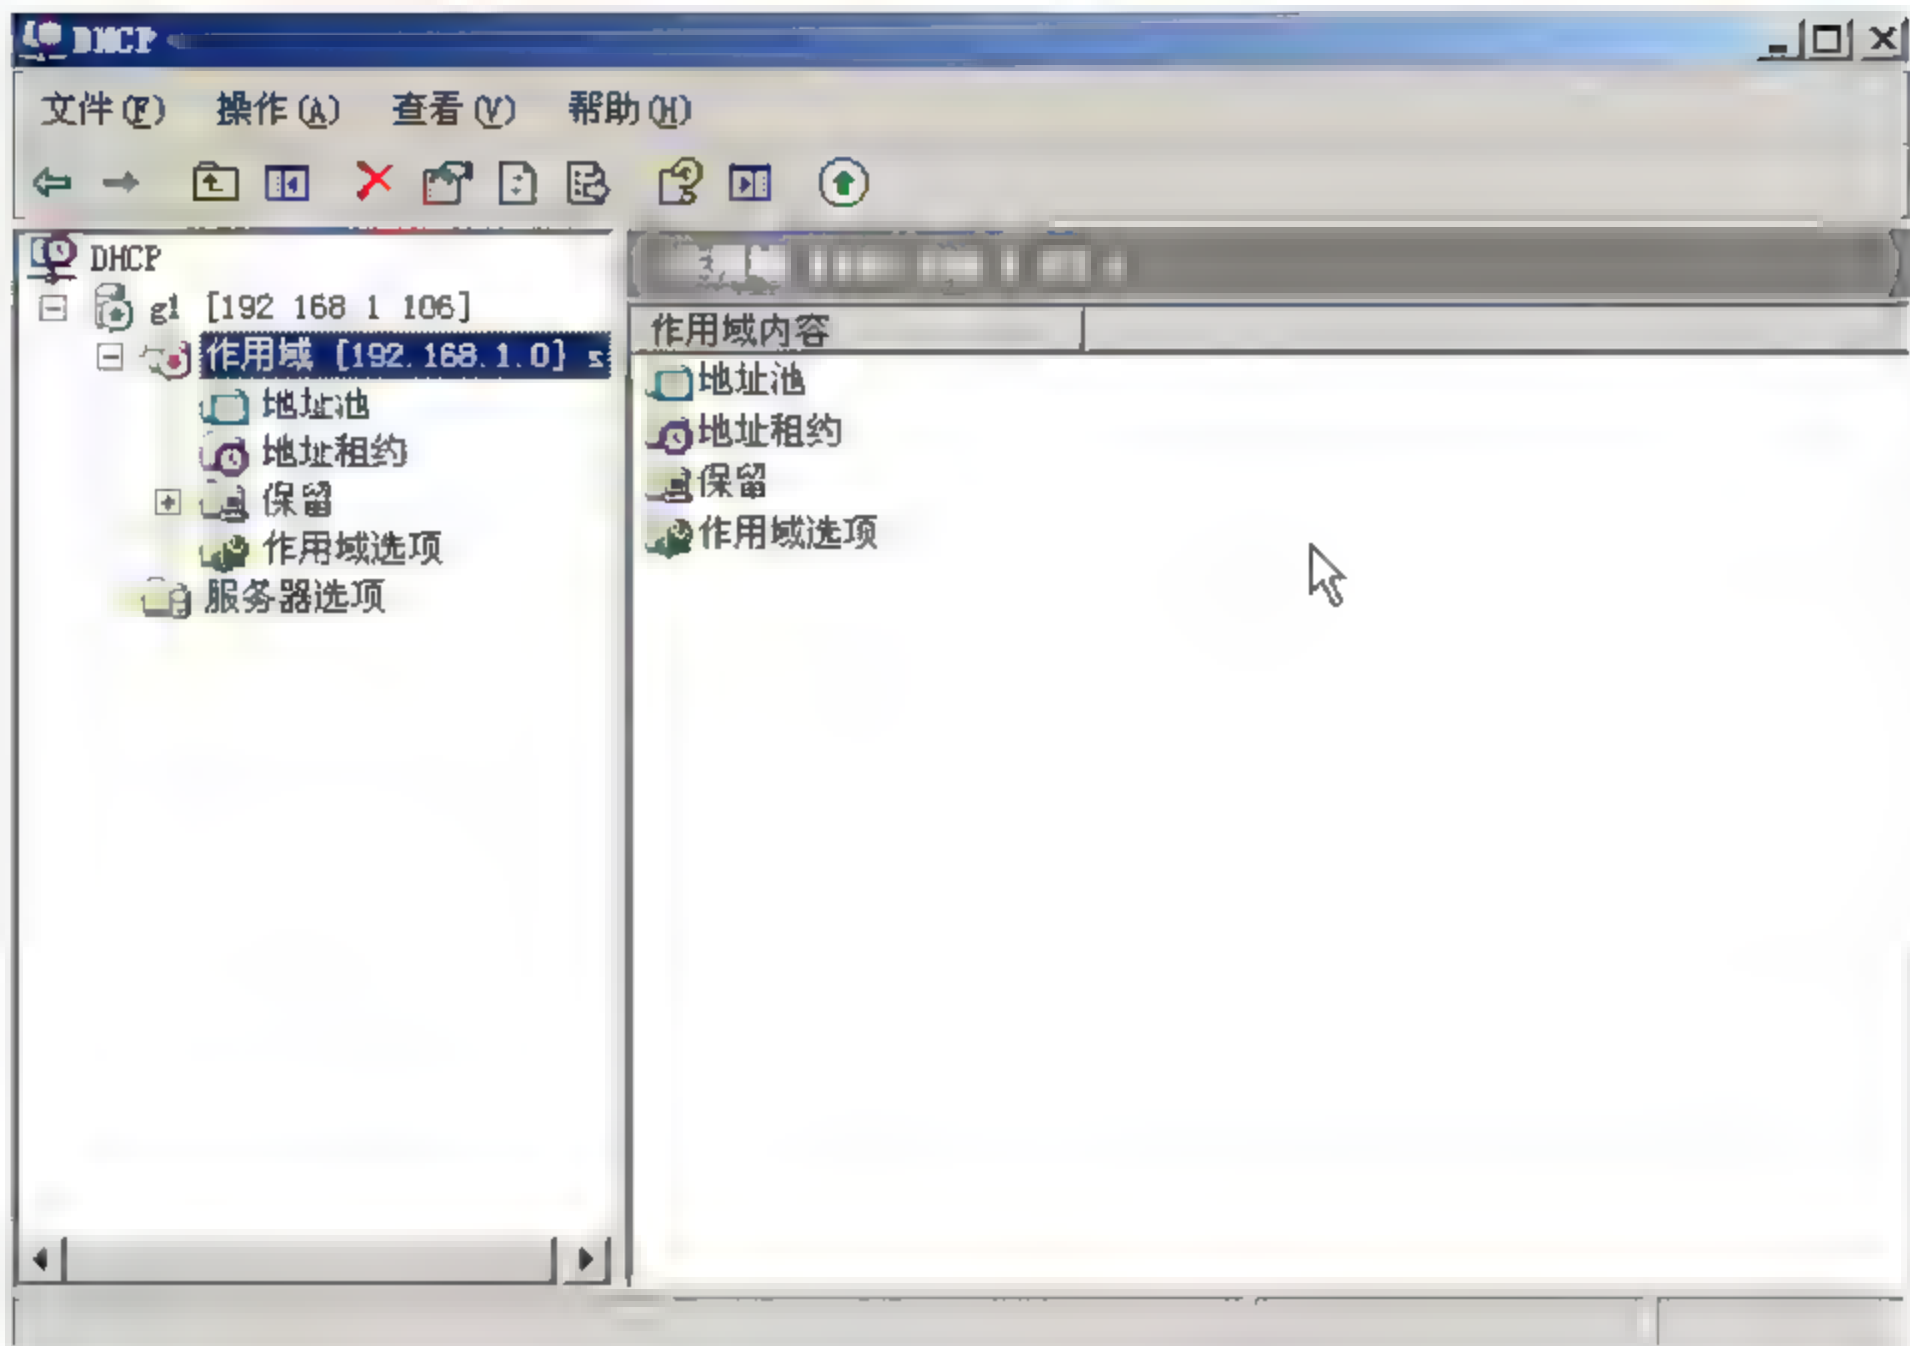 DHCP
文件(F) 操作(A) 查看(V) 帮助(H)
DHCP
g1 [192 168 1 106]
作用域 [192.168.1.0] s
地址池
地址租约
保留
作用域选项
服务器选项
作用域内容
地址池
地址租约
保留
作用域选项